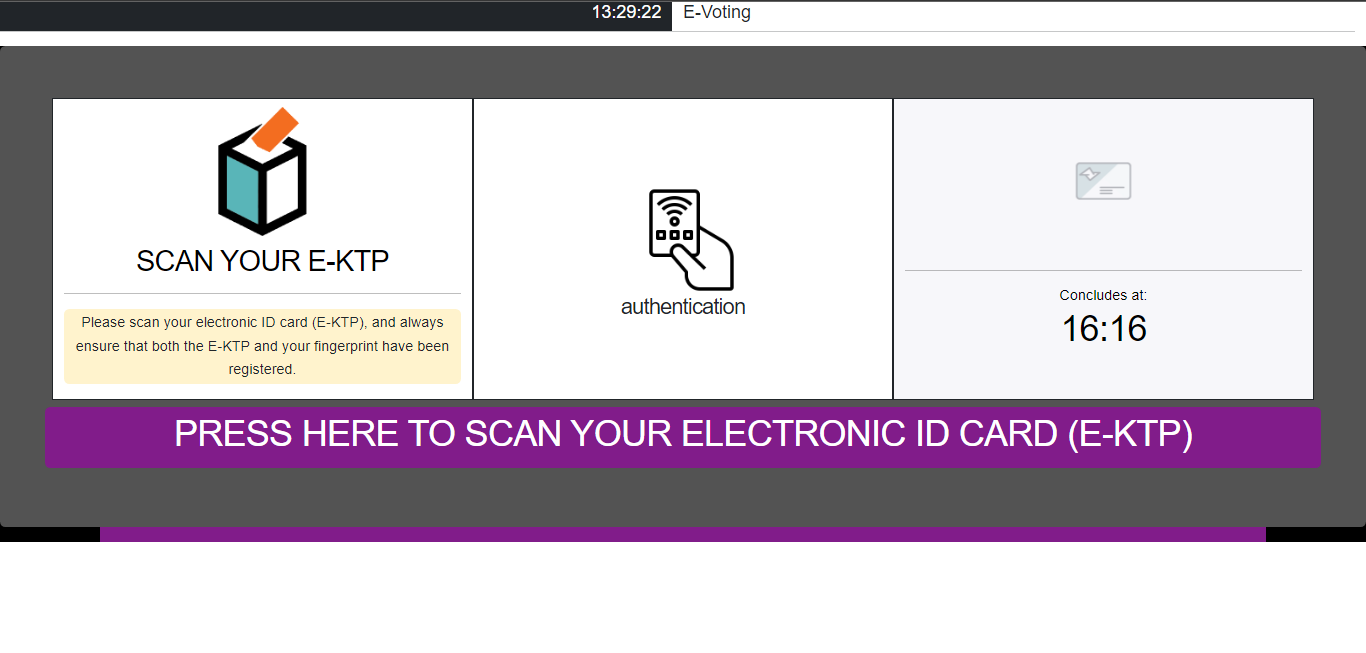 13:29:22 E-Voting
SCAN YOUR E-KTP
Please scan your electronic ID card (E-KTP), and always
ensure that both the E-KTP and your fingerprint have been
registered.
authentication
Concludes at:
16:16
PRESS HERE TO SCAN YOUR ELECTRONIC ID CARD (E-KTP)